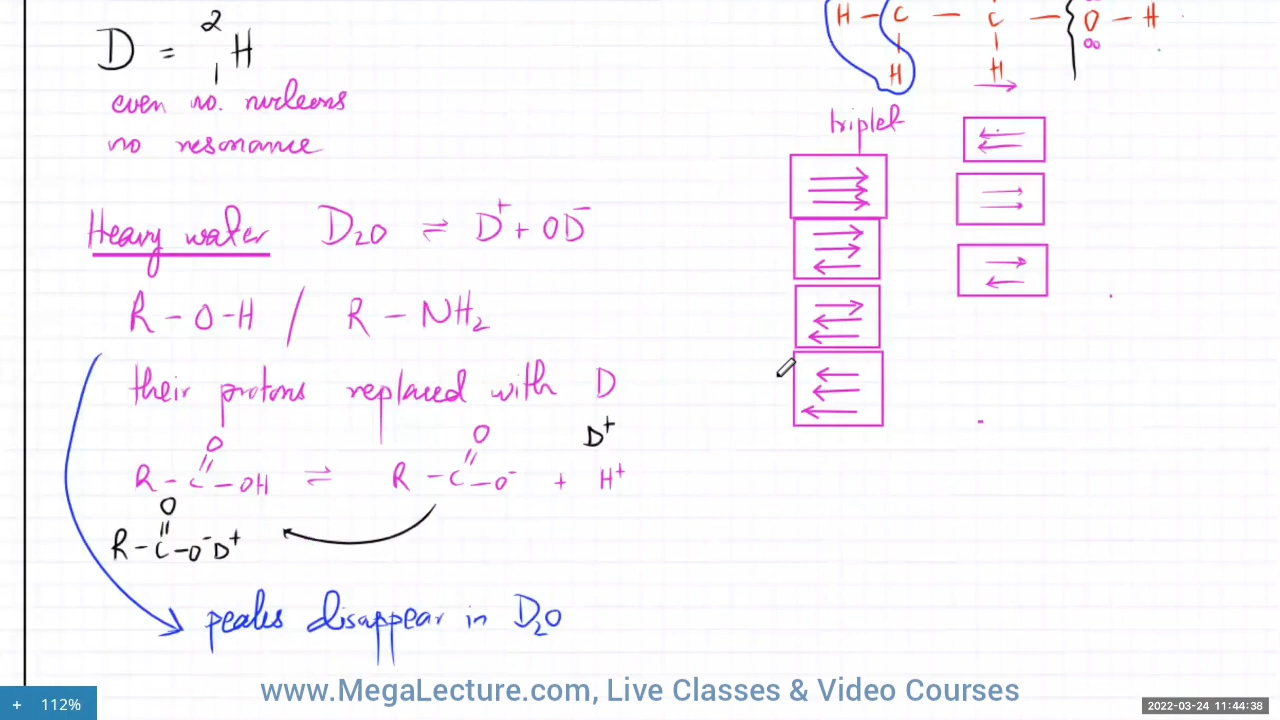 D = ²₁H
even no. nucleons
no resonance
Heavy water D₂O ⇌ D⁺ + OD⁻
R - O - H / R - NH₂
their protons replaced with D
D⁺
O O
R - C - OH ⇌ R - C - O⁻ + H⁺
O
R - C - O⁻ D⁺
peaks disappear in D₂O
H - C - C - O - H
H H
triplet
www.MegaLecture.com, Live Classes & Video Courses
+ 112%
2022-03-24 11:44:38